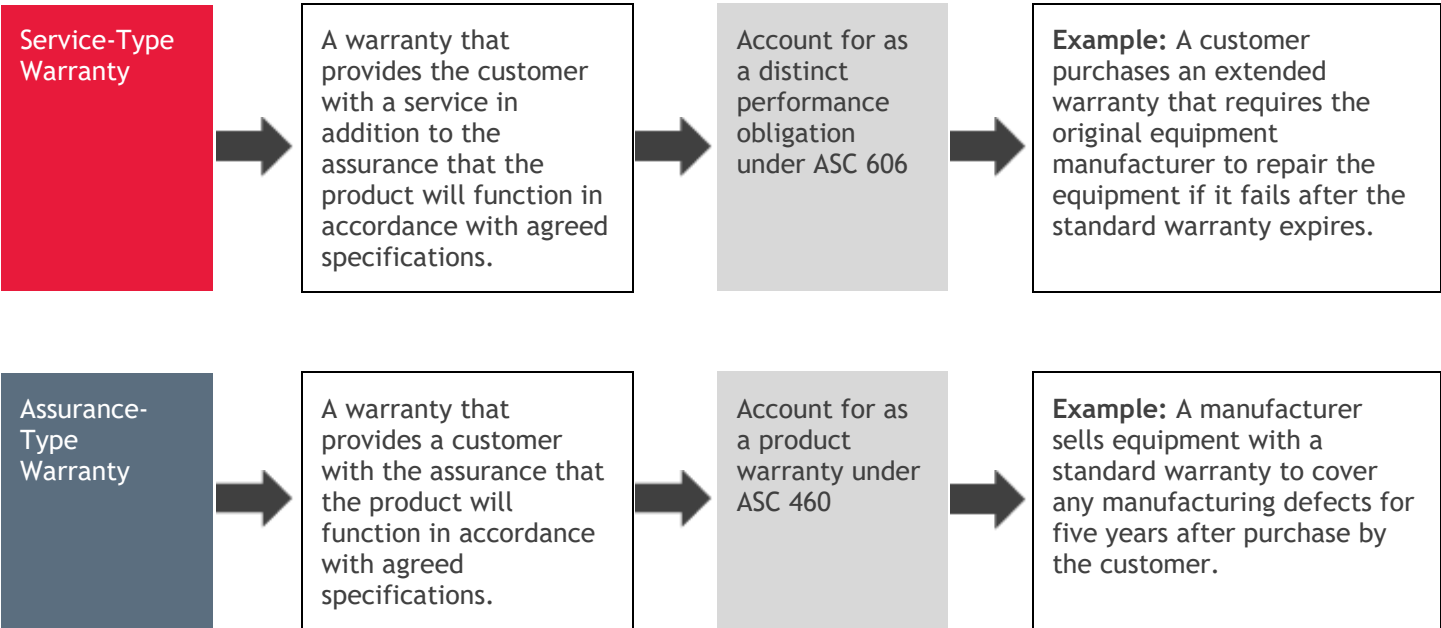 Service-Type
Warranty
A warranty that
provides the customer
with a service in
addition to the
assurance that the
product will function in
accordance with agreed
specifications.
Account for as
a distinct
performance
obligation
under ASC 606
Example: A customer
purchases an extended
warranty that requires the
original equipment
manufacturer to repair the
equipment if it fails after the
standard warranty expires.
Assurance-
Type
Warranty
A warranty that
provides a customer
with the assurance that
the product will
function in accordance
with agreed
specifications.
Account for as
a product
warranty under
ASC 460
Example: A manufacturer
sells equipment with a
standard warranty to cover
any manufacturing defects for
five years after purchase by
the customer.